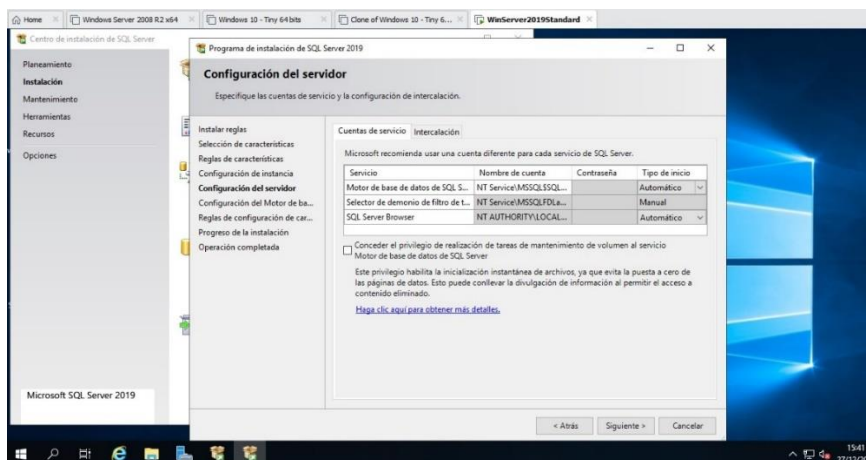 Home
Windows Server 2008 R2 x64
Windows 10 - Tiny 64 bits
Clone of Windows 10 - Tiny 6...
WinServer2019Standard
Centro de instalación de SQL Server
Planeamiento
Instalación
Mantenimiento
Herramientas
Recursos
Opciones
Microsoft SQL Server 2019
Programa de instalación de SQL Server 2019
Configuración del servidor
Especifique las cuentas de servicio y la configuración de intercalación.
Instalar reglas
Selección de características
Reglas de características
Configuración de instancia
Configuración del servidor
Configuración del Motor de ba...
Reglas de configuración de car...
Progreso de la instalación
Operación completada
Cuentas de servicio Intercalación
Microsoft recomienda usar una cuenta diferente para cada servicio de SQL Server.
Servicio Nombre de cuenta Contraseña Tipo de inicio
Motor de base de datos de SQL S... NT Service\MSSQL$SQL... Automático
Selector de demonio de filtro de t... NT Service\MSSQLFDLa... Manual
SQL Server Browser NT AUTHORITY\LOCAL... Automático
Conceder el privilegio de realización de tareas de mantenimiento de volumen al servicio
Motor de base de datos de SQL Server
Este privilegio habilita la inicialización instantánea de archivos, ya que evita la puesta a cero de
las páginas de datos. Esto puede conllevar la divulgación de información al permitir el acceso a
contenido eliminado.
Haga clic aquí para obtener más detalles.
< Atrás Siguiente > Cancelar
15:41